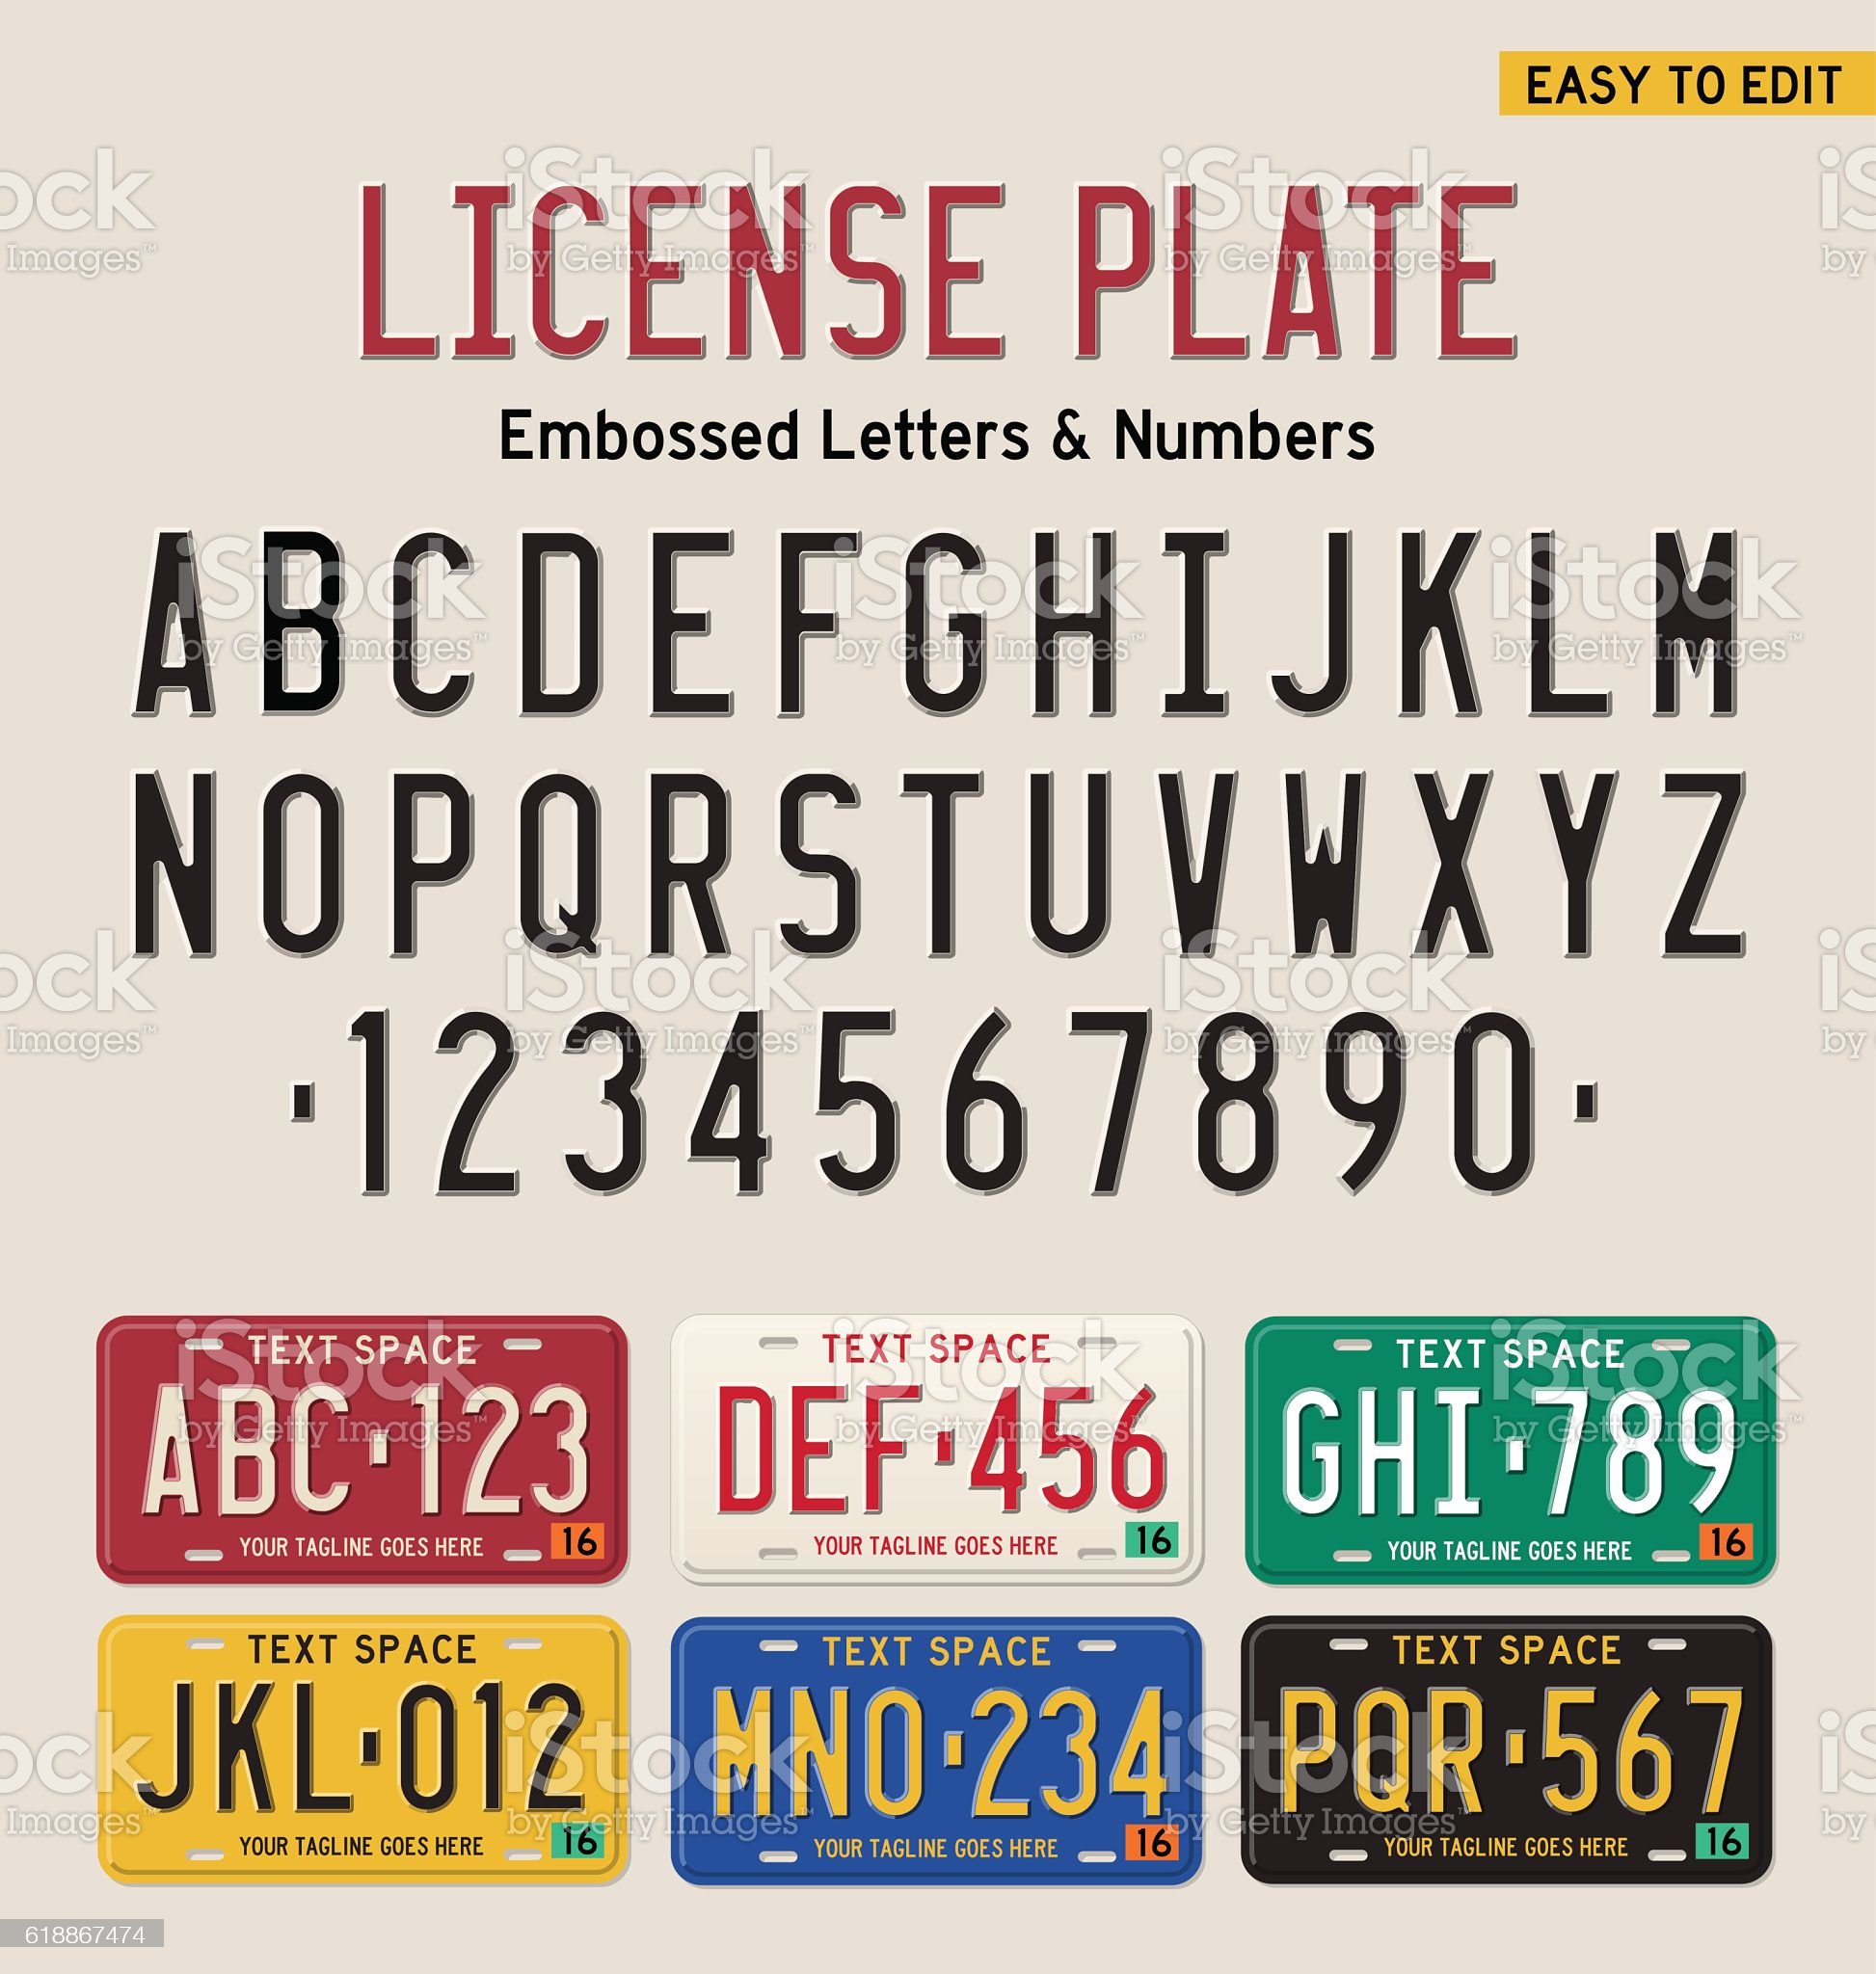 EASY TO EDIT
LICENSE PLATE
Embossed Letters & Numbers
ABCDEFGHIJKLM
NOPQRSTUVWXYZ
·1234567890·
TEXT SPACE
ABC·123
YOUR TAGLINE GOES HERE
16
TEXT SPACE
DEF·456
YOUR TAGLINE GOES HERE
16
TEXT SPACE
GHI·789
YOUR TAGLINE GOES HERE
16
TEXT SPACE
JKL·012
YOUR TAGLINE GOES HERE
16
TEXT SPACE
MNO·234
YOUR TAGLINE GOES HERE
16
TEXT SPACE
PQR·567
YOUR TAGLINE GOES HERE
16
iStock
by Getty Images™
618867474